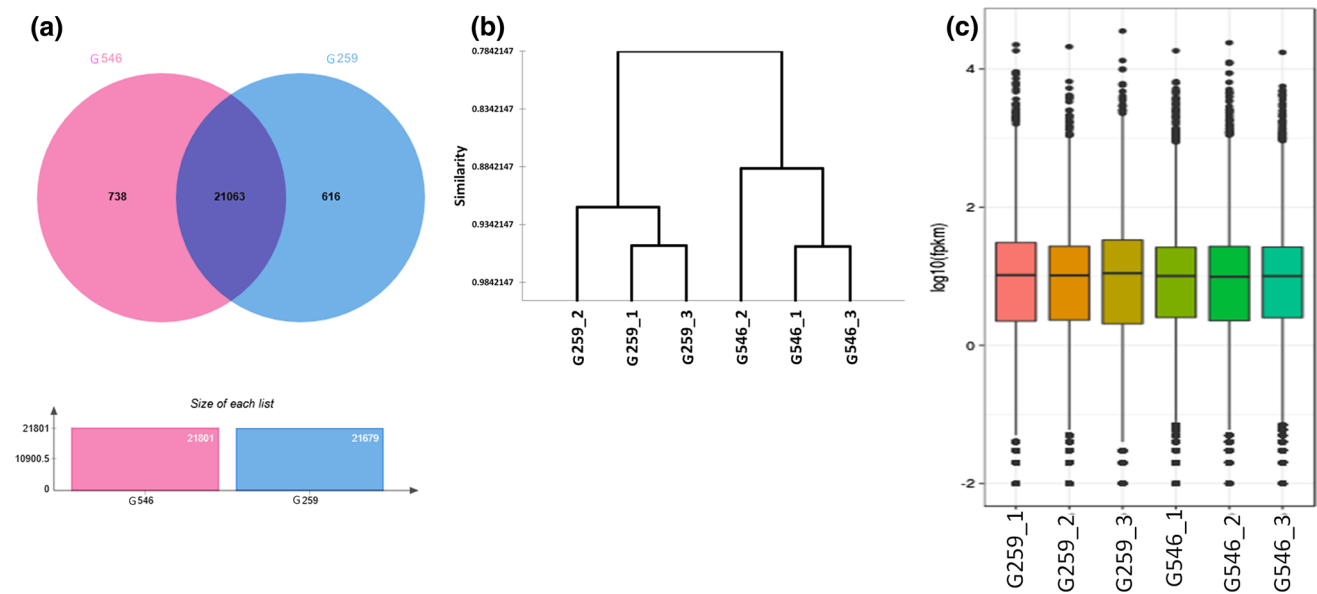 (a)
G546
G259
738
21063
616
Size of each list
21801
10900.5
0
21801
21679
G546
G259
(b)
Similarity
0.7842147
0.8342147
0.8842147
0.9342147
0.9842147
G259_2
G259_1
G259_3
G546_2
G546_1
G546_3
(c)
log10(fpkm)
4
2
0
-2
G259_1
G259_2
G259_3
G546_1
G546_2
G546_3